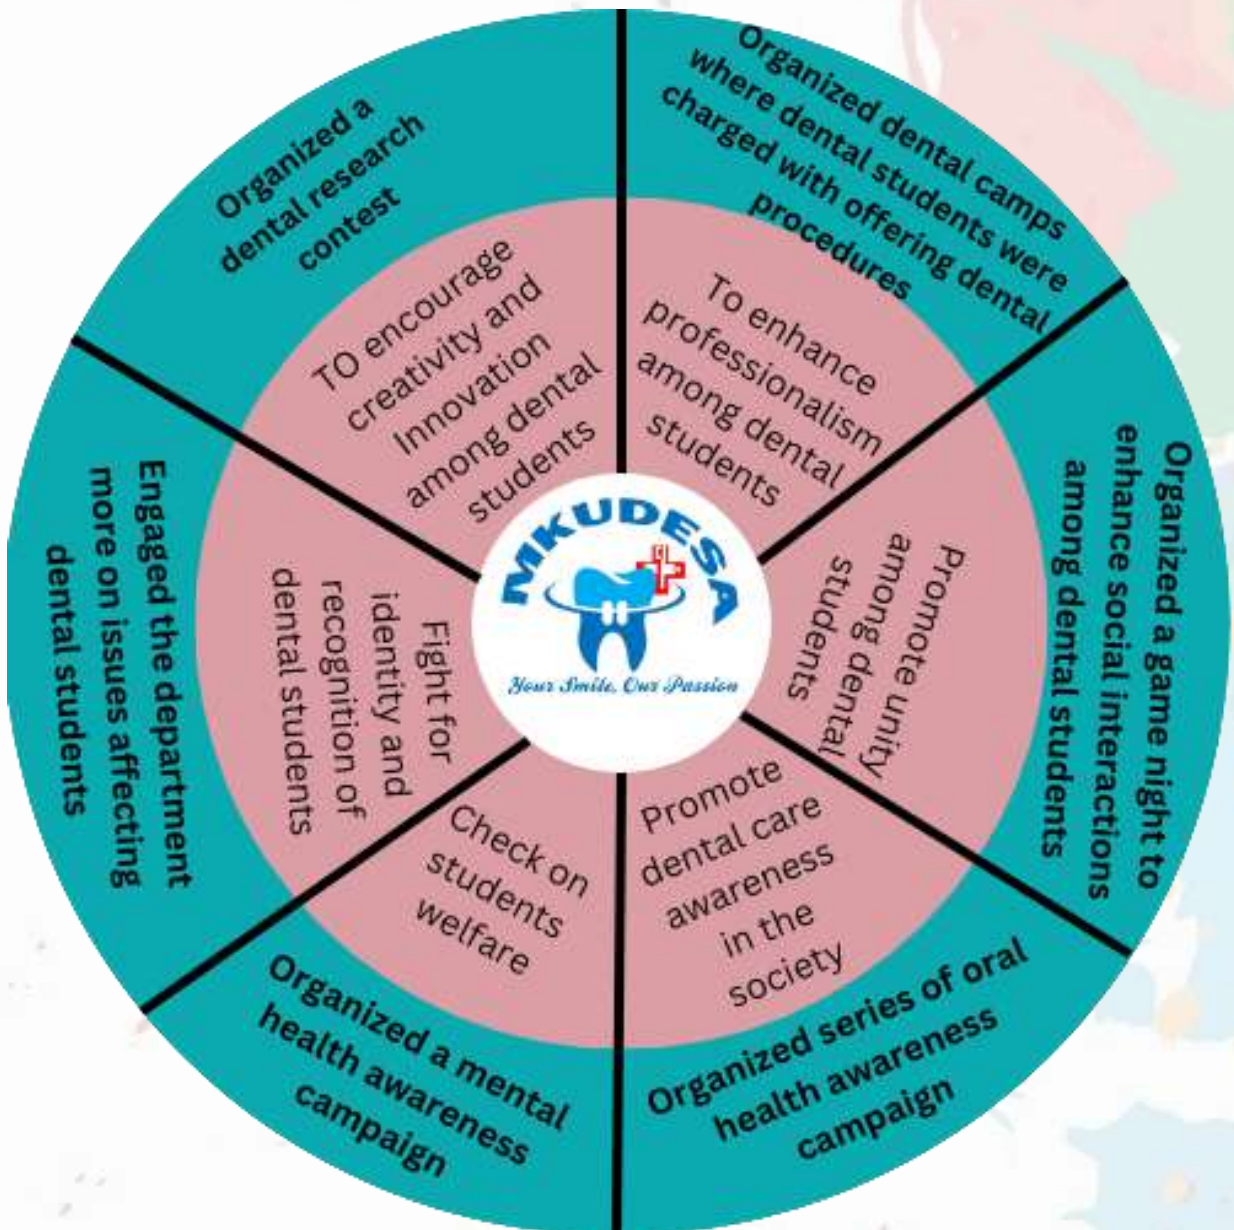 Organized a
dental research
contest
TO encourage
creativity and
Innovation
among dental
students
Organized dental camps
where dental students were
charged with offering dental
procedures
To enhance
professionalism
among dental
students
Organized a game night to
enhance social interactions
among dental students
Promote unity
among dental
students
Promote
dental care
awareness
in the
society
Organized series of oral
health awareness
campaign
Check on
students
welfare
Organized a mental
health awareness
campaign
Fight for
identity and
recognition of
dental students
Engaged the department
more on issues affecting
dental students
MKUDESA
Your Smile, Our Passion